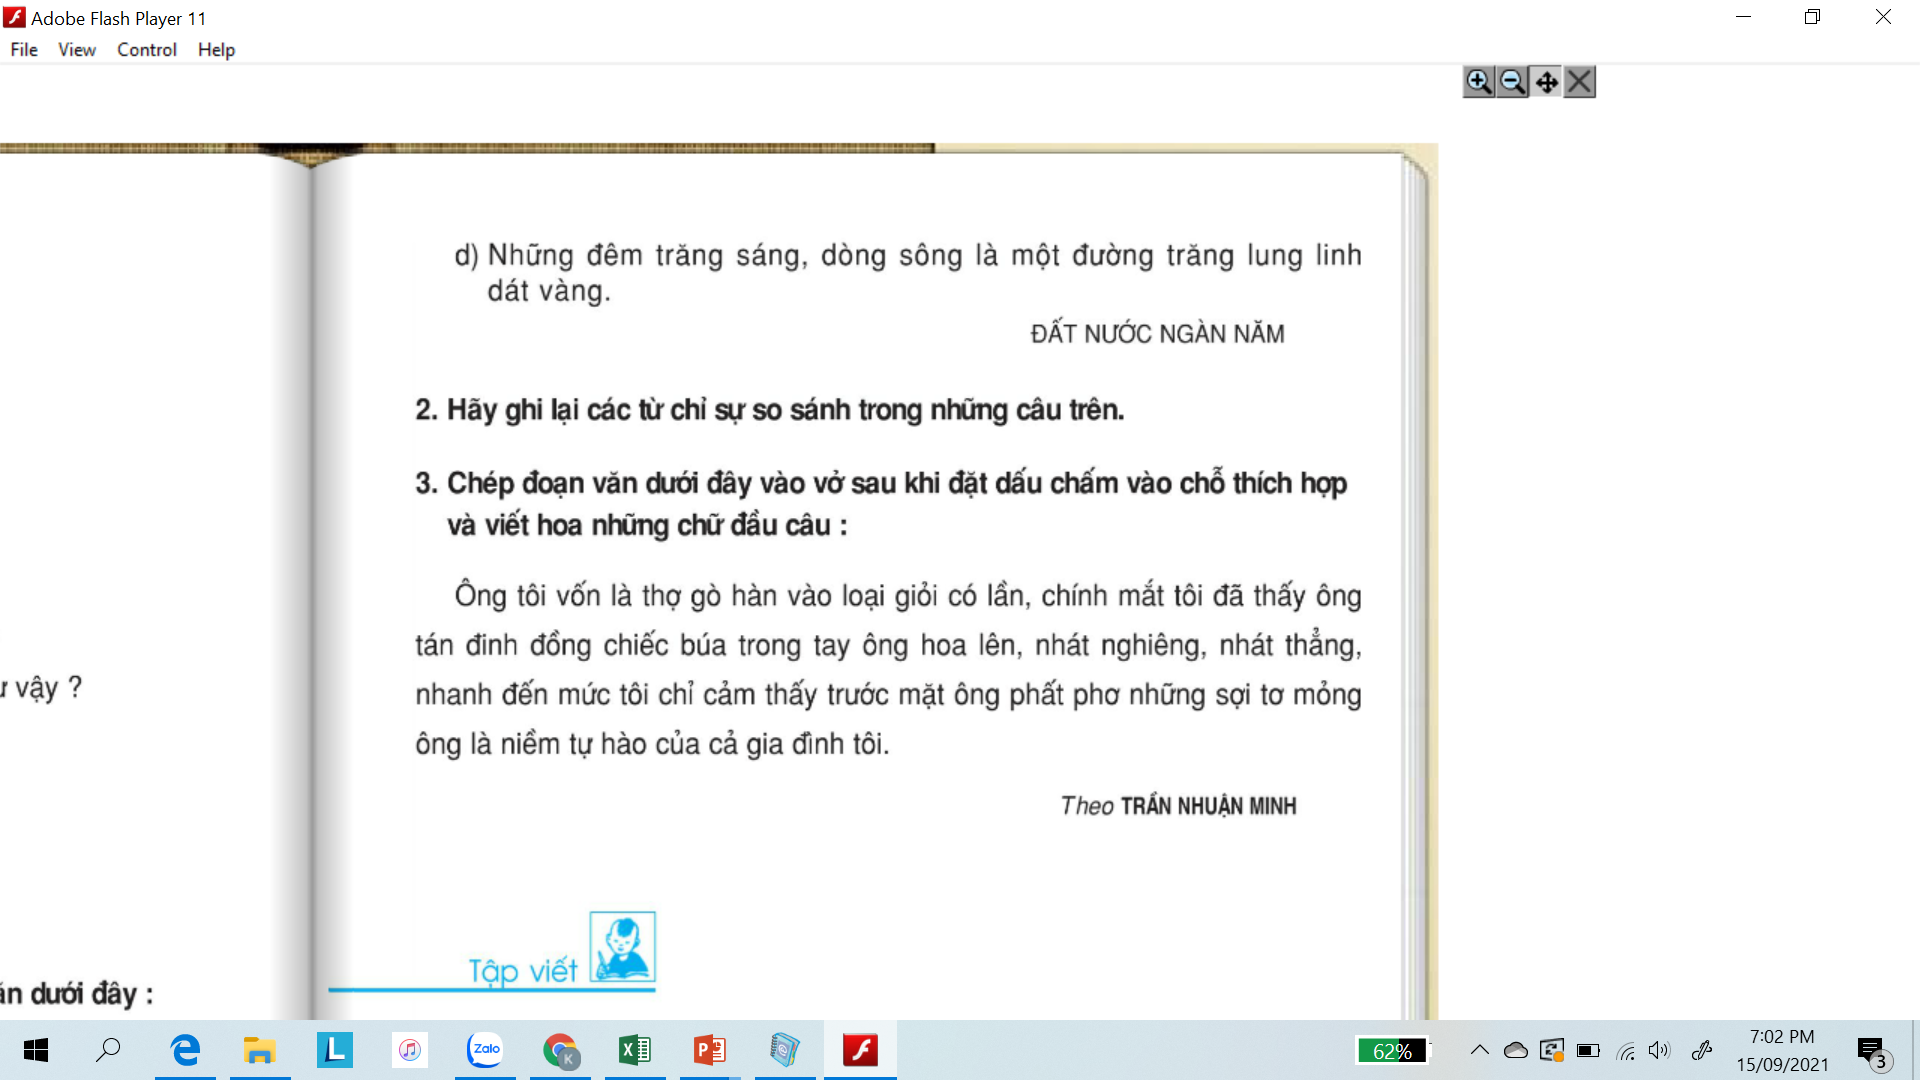 Adobe Flash Player 11
File View Control Help
d) Những đêm trăng sáng, dòng sông là một đường trăng lung linh
dát vàng.
ĐẤT NƯỚC NGÀN NĂM
2. Hãy ghi lại các từ chỉ sự so sánh trong những câu trên.
3. Chép đoạn văn dưới đây vào vở sau khi đặt dấu chấm vào chỗ thích hợp
và viết hoa những chữ đầu câu :
Ông tôi vốn là thợ gò hàn vào loại giỏi có lần, chính mắt tôi đã thấy ông
tán đinh đồng chiếc búa trong tay ông hoa lên, nhát nghiêng, nhát thẳng,
nhanh đến mức tôi chỉ cảm thấy trước mặt ông phất phơ những sợi tơ mỏng
ông là niềm tự hào của cả gia đình tôi.
Theo TRẦN NHUẬN MINH
vậy ?
Tập viết
dưới đây :
L
Zalo
K
62%
7:02 PM
15/09/2021
3